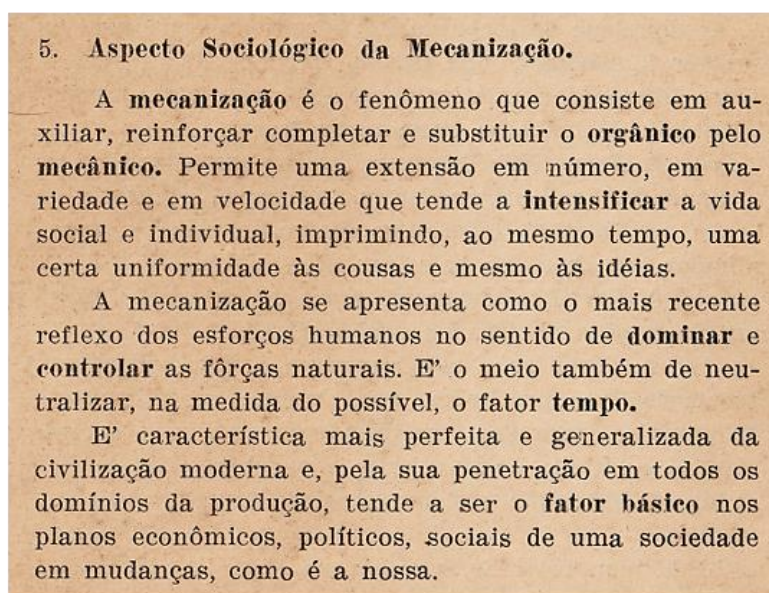 5. Aspecto Sociológico da Mecanização.
A mecanização é o fenômeno que consiste em au-
xiliar, reinforçar completar e substituir o orgânico pelo
mecânico. Permite uma extensão em número, em va-
riedade e em velocidade que tende a intensificar a vida
social e individual, imprimindo, ao mesmo tempo, uma
certa uniformidade às cousas e mesmo às idéias.
A mecanização se apresenta como o mais recente
reflexo dos esforços humanos no sentido de dominar e
controlar as fôrças naturais. E' o meio também de neu-
tralizar, na medida do possível, o fator tempo.
E' característica mais perfeita e generalizada da
civilização moderna e, pela sua penetração em todos os
domínios da produção, tende a ser o fator básico nos
planos econômicos, políticos, sociais de uma sociedade
em mudanças, como é a nossa.